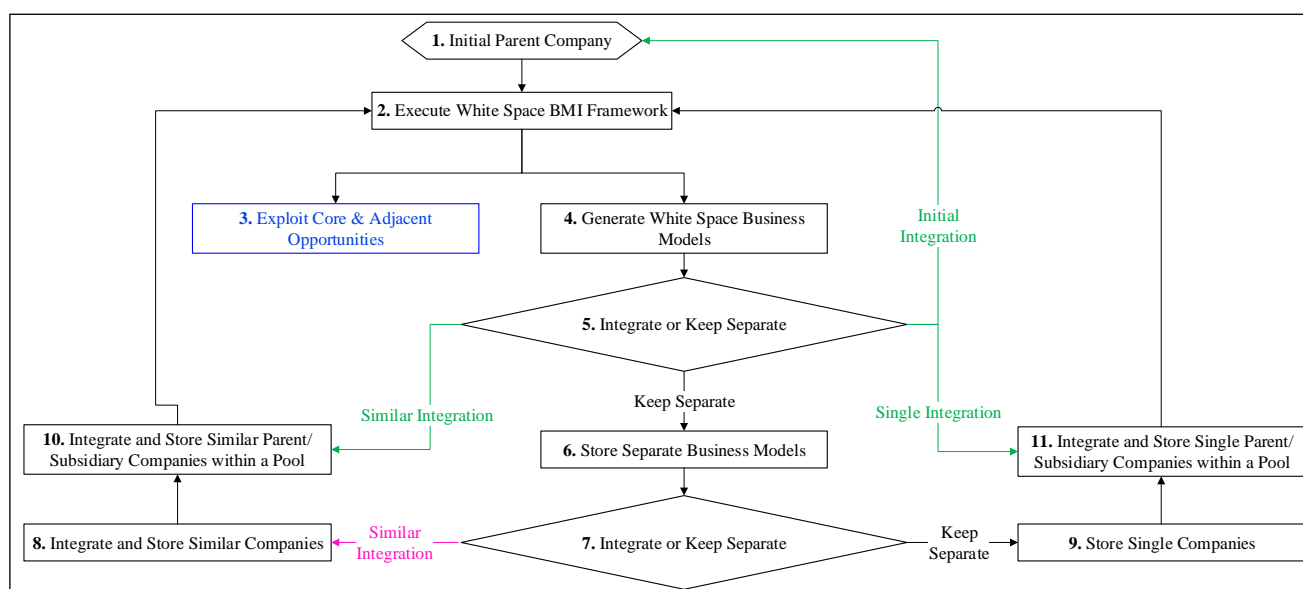 1. Initial Parent Company
2. Execute White Space BMI Framework
3. Exploit Core & Adjacent
Opportunities
4. Generate White Space Business
Models
Initial
Integration
5. Integrate or Keep Separate
Keep Separate
Similar Integration
Single Integration
10. Integrate and Store Similar Parent/
Subsidiary Companies within a Pool
6. Store Separate Business Models
11. Integrate and Store Single Parent/
Subsidiary Companies within a Pool
8. Integrate and Store Similar Companies
Similar
Integration
7. Integrate or Keep Separate
Keep
Separate
9. Store Single Companies